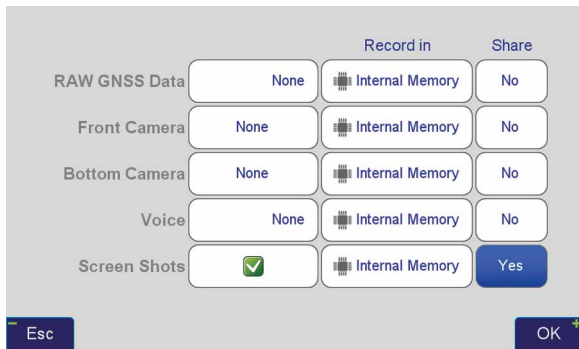 Record in Share
RAW GNSS Data None Internal Memory No
Front Camera None Internal Memory No
Bottom Camera None Internal Memory No
Voice None Internal Memory No
Screen Shots Internal Memory Yes
- Esc OK +